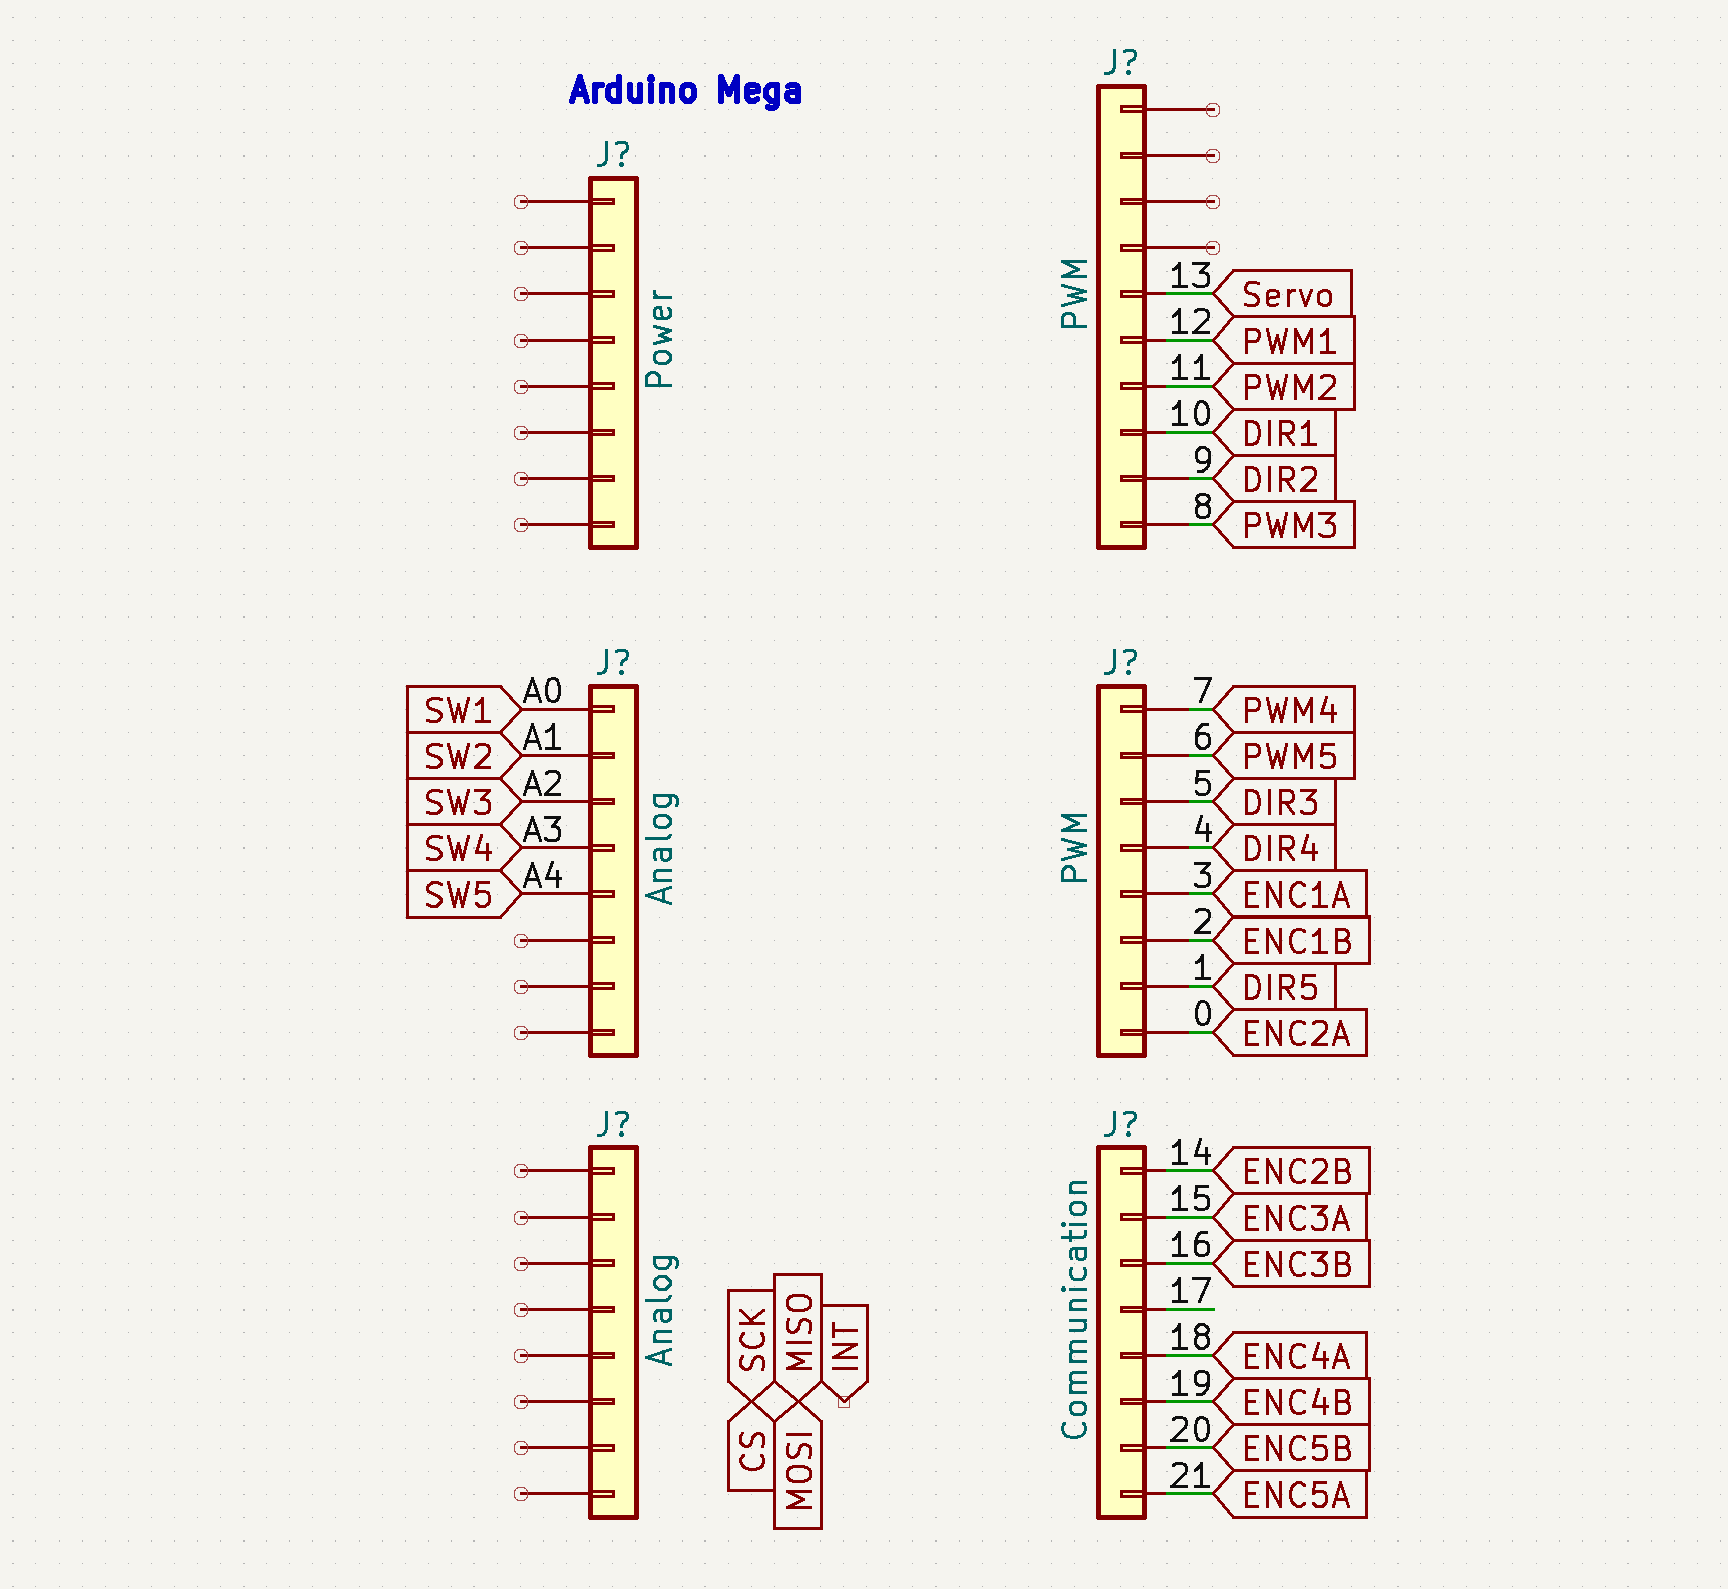 Arduino Mega
J?
Power
J?
PWM
13 Servo
12 PWM1
11 PWM2
10 DIR1
9 DIR2
8 PWM3
J?
Analog
SW1 A0
SW2 A1
SW3 A2
SW4 A3
SW5 A4
J?
PWM
7 PWM4
6 PWM5
5 DIR3
4 DIR4
3 ENC1A
2 ENC1B
1 DIR5
0 ENC2A
J?
Analog
SCK
MISO
INT
CS
MOSI
J?
Communication
14 ENC2B
15 ENC3A
16 ENC3B
17
18 ENC4A
19 ENC4B
20 ENC5B
21 ENC5A